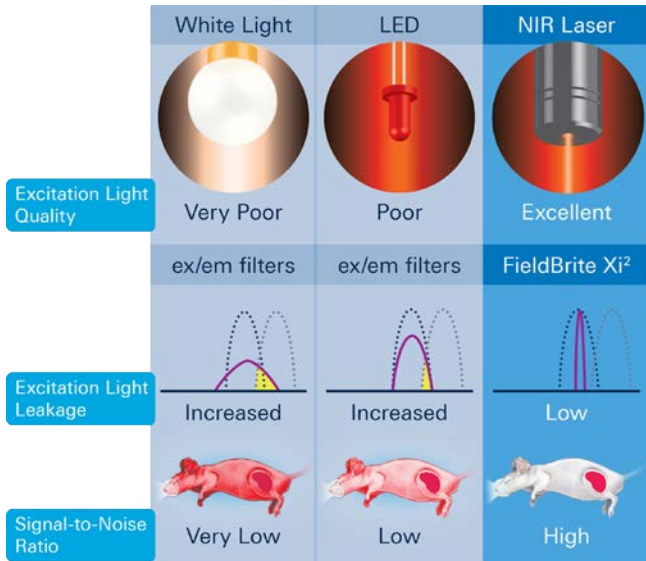 White Light
LED
NIR Laser
Excitation Light
Quality
Very Poor
Poor
Excellent
ex/em filters
ex/em filters
FieldBrite Xi²
Excitation Light
Leakage
Increased
Increased
Low
Signal-to-Noise
Ratio
Very Low
Low
High